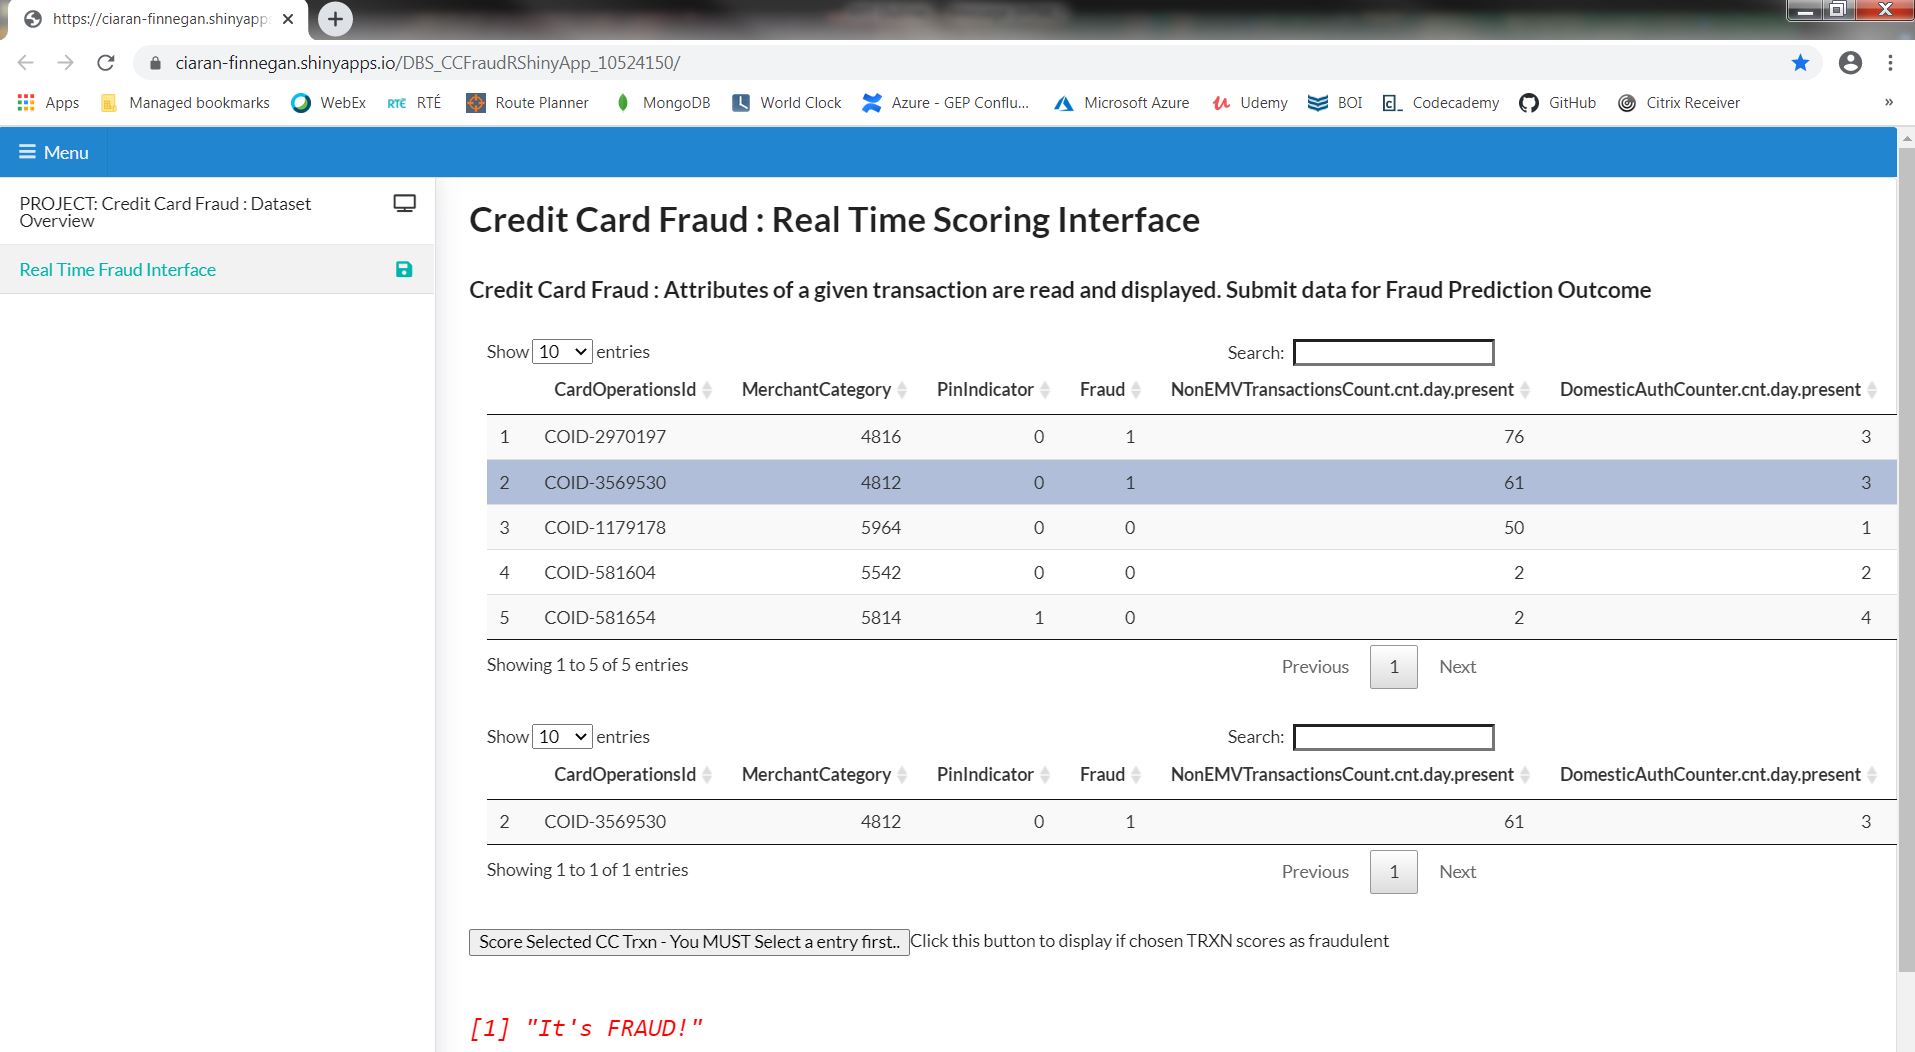 https://ciaran-finnegan.shinyapps
ciaran-finnegan.shinyapps.io/DBS_CCFraudRShinyApp_10524150/
Apps Managed bookmarks WebEx RTÉ RTÉ Route Planner MongoDB World Clock Azure - GEP Conflu... Microsoft Azure Udemy BOI Codecademy GitHub Citrix Receiver »
Menu
PROJECT: Credit Card Fraud : Dataset
Overview
Real Time Fraud Interface
Credit Card Fraud : Real Time Scoring Interface
Credit Card Fraud : Attributes of a given transaction are read and displayed. Submit data for Fraud Prediction Outcome
Show 10 entries Search:
CardOperationsId MerchantCategory PinIndicator Fraud NonEMVTransactionsCount.cnt.day.present DomesticAuthCounter.cnt.day.present
1 COID-2970197 4816 0 1 76 3
2 COID-3569530 4812 0 1 61 3
3 COID-1179178 5964 0 0 50 1
4 COID-581604 5542 0 0 2 2
5 COID-581654 5814 1 0 2 4
Showing 1 to 5 of 5 entries Previous 1 Next
Show 10 entries Search:
CardOperationsId MerchantCategory PinIndicator Fraud NonEMVTransactionsCount.cnt.day.present DomesticAuthCounter.cnt.day.present
2 COID-3569530 4812 0 1 61 3
Showing 1 to 1 of 1 entries Previous 1 Next
Score Selected CC Trxn - You MUST Select a entry first.. Click this button to display if chosen TRXN scores as fraudulent
[1] "It's FRAUD!"